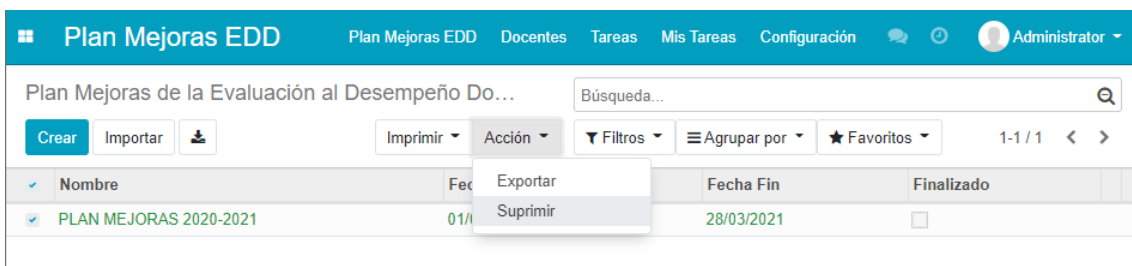 Plan Mejoras EDD Plan Mejoras EDD Docentes Tareas Mis Tareas Configuración Administrator
Plan Mejoras de la Evaluación al Desempeño Do... Búsqueda...
Crear Importar Imprimir Acción Filtros Agrupar por Favoritos 1-1 / 1
Nombre Fec Fecha Fin Finalizado
Exportar
PLAN MEJORAS 2020-2021 01/ 28/03/2021
Suprimir